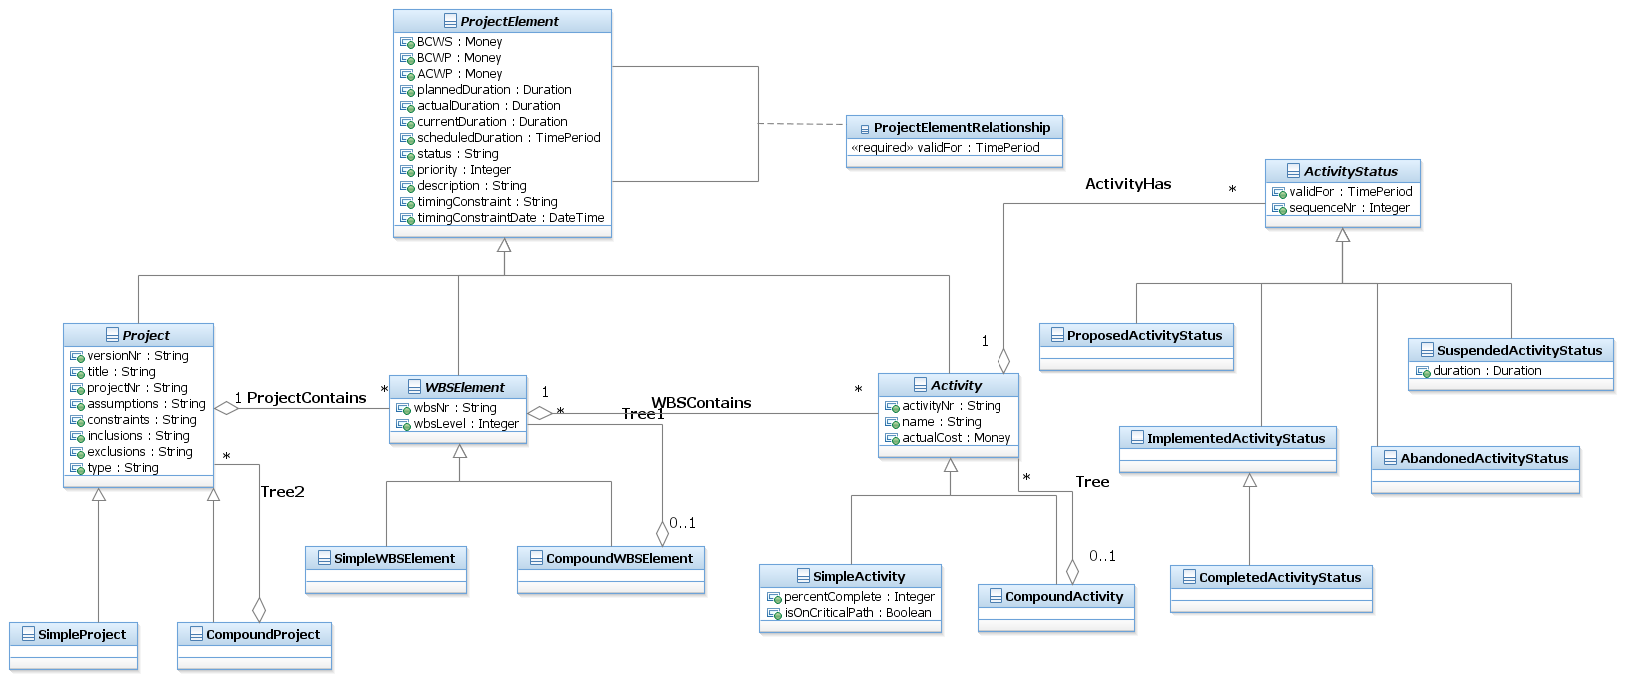 ProjectElement
BCWS : Money
BCWP : Money
ACWP : Money
plannedDuration : Duration
actualDuration : Duration
currentDuration : Duration
scheduledDuration : TimePeriod
status : String
priority : Integer
description : String
timingConstraint : String
timingConstraintDate : DateTime
ProjectElementRelationship
«required» validFor : TimePeriod
ActivityStatus
validFor : TimePeriod
sequenceNr : Integer
ActivityHas
*
1
Project
versionNr : String
title : String
projectNr : String
assumptions : String
constraints : String
inclusions : String
exclusions : String
type : String
1
ProjectContains
*
WBSElement
wbsNr : String
wbsLevel : Integer
1
*
WBSContains
Tree1
*
Activity
activityNr : String
name : String
actualCost : Money
ProposedActivityStatus
SuspendedActivityStatus
duration : Duration
ImplementedActivityStatus
AbandonedActivityStatus
*
Tree2
*
Tree
0..1
0..1
SimpleWBSElement
CompoundWBSElement
SimpleActivity
percentComplete : Integer
isOnCriticalPath : Boolean
CompoundActivity
CompletedActivityStatus
SimpleProject
CompoundProject